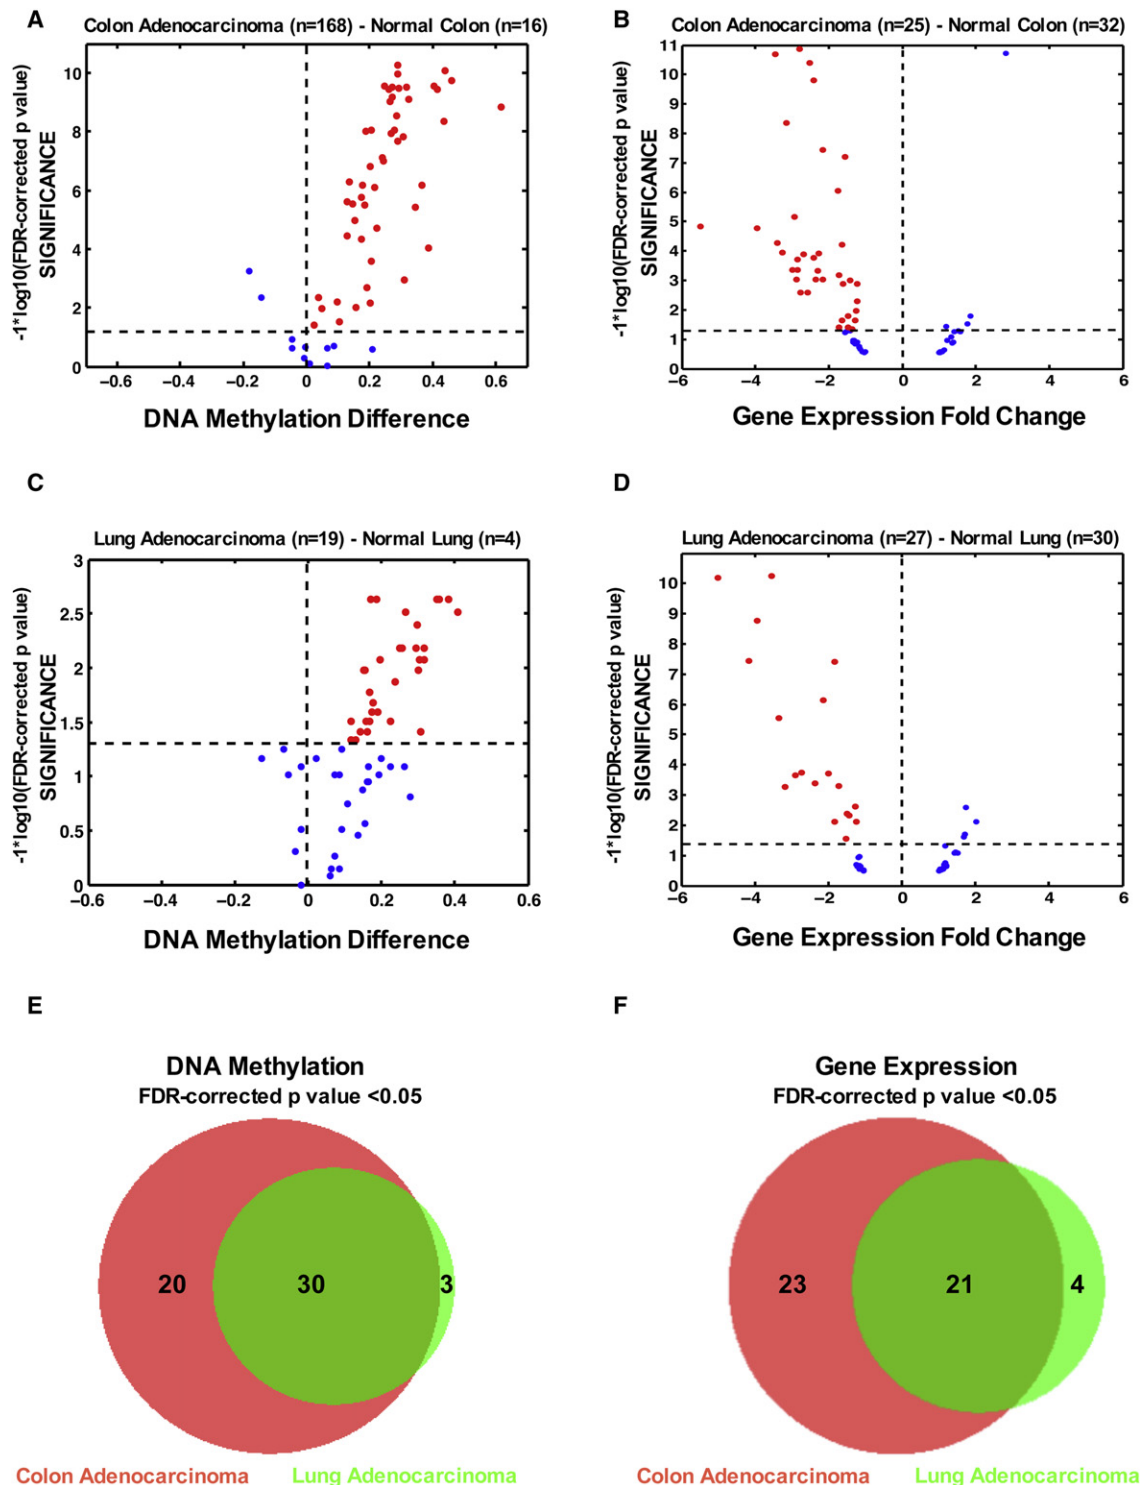 A
Colon Adenocarcinoma (n=168) - Normal Colon (n=16)
-1*log10(FDR-corrected p value)
SIGNIFICANCE
10
8
6
4
2
0
−0.6 −0.4 −0.2 0 0.2 0.4 0.6
DNA Methylation Difference
B
Colon Adenocarcinoma (n=25) - Normal Colon (n=32)
-1*log10(FDR-corrected p value)
SIGNIFICANCE
11
10
9
8
7
6
5
4
3
2
1
0
−6 −4 −2 0 2 4 6
Gene Expression Fold Change
C
Lung Adenocarcinoma (n=19) - Normal Lung (n=4)
-1*log10(FDR-corrected p value)
SIGNIFICANCE
3
2.5
2
1.5
1
0.5
0
−0.6 −0.4 −0.2 0 0.2 0.4 0.6
DNA Methylation Difference
D
Lung Adenocarcinoma (n=27) - Normal Lung (n=30)
-1*log10(FDR-corrected p value)
SIGNIFICANCE
10
9
8
7
6
5
4
3
2
1
0
−6 −4 −2 0 2 4 6
Gene Expression Fold Change
E
DNA Methylation
FDR-corrected p value <0.05
20 30 3
Colon Adenocarcinoma Lung Adenocarcinoma
F
Gene Expression
FDR-corrected p value <0.05
23 21 4
Colon Adenocarcinoma Lung Adenocarcinoma